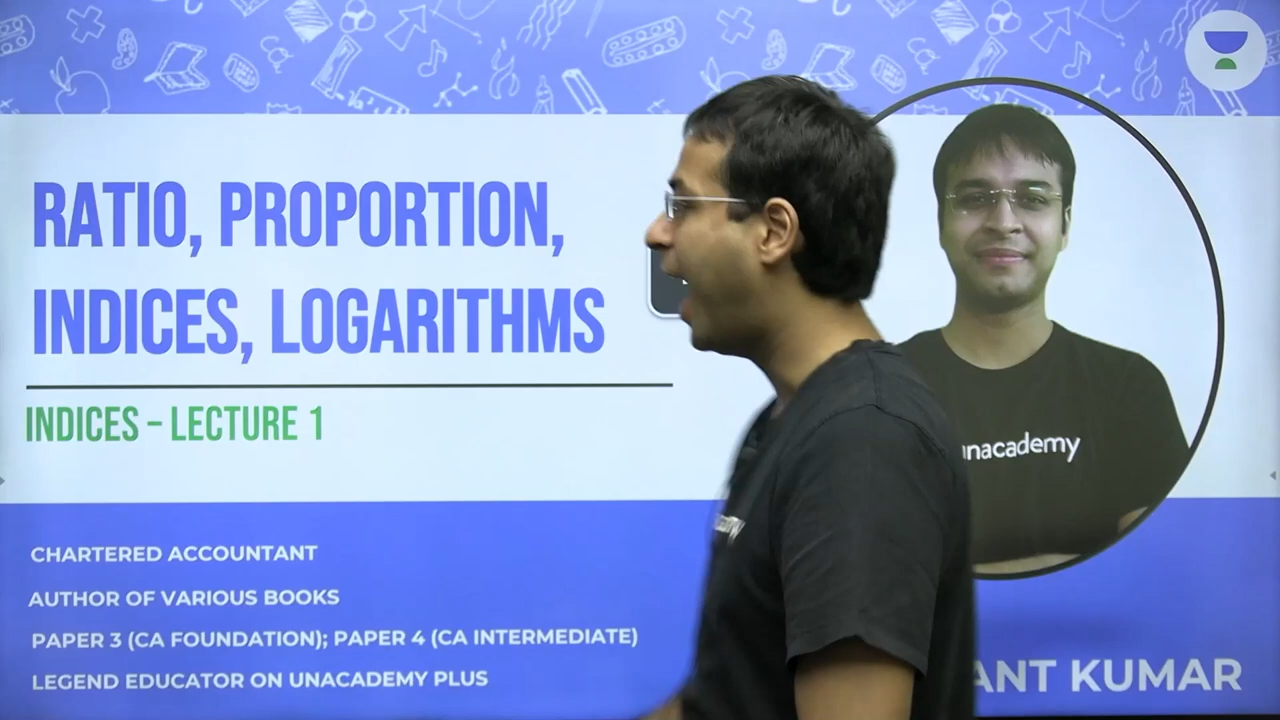 RATIO, PROPORTION,
INDICES, LOGARITHMS
INDICES – LECTURE 1
unacademy
CHARTERED ACCOUNTANT
AUTHOR OF VARIOUS BOOKS
PAPER 3 (CA FOUNDATION); PAPER 4 (CA INTERMEDIATE)
LEGEND EDUCATOR ON UNACADEMY PLUS
ANT KUMAR